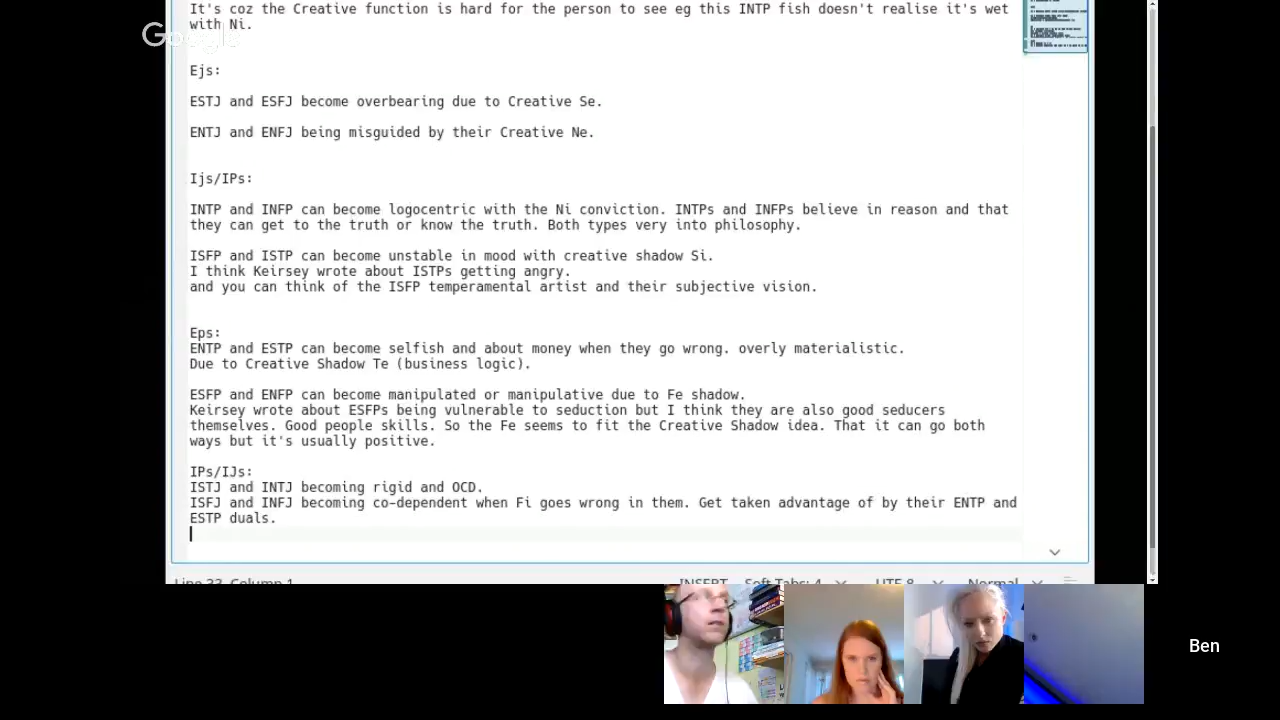 It's coz the Creative function is hard for the person to see eg this INTP fish doesn't realise it's wet
with Ni.
Google
Ejs:
ESTJ and ESFJ become overbearing due to Creative Se.
ENTJ and ENFJ being misguided by their Creative Ne.
Ijs/IPs:
INTP and INFP can become logocentric with the Ni conviction. INTPs and INFPs believe in reason and that
they can get to the truth or know the truth. Both types very into philosophy.
ISFP and ISTP can become unstable in mood with creative shadow Si.
I think Keirsey wrote about ISTPs getting angry.
and you can think of the ISFP temperamental artist and their subjective vision.
Eps:
ENTP and ESTP can become selfish and about money when they go wrong. overly materialistic.
Due to Creative Shadow Te (business logic).
ESFP and ENFP can become manipulated or manipulative due to Fe shadow.
Keirsey wrote about ESFPs being vulnerable to seduction but I think they are also good seducers
themselves. Good people skills. So the Fe seems to fit the Creative Shadow idea. That it can go both
ways but it's usually positive.
IPs/IJs:
ISTJ and INTJ becoming rigid and OCD.
ISFJ and INFJ becoming co-dependent when Fi goes wrong in them. Get taken advantage of by their ENTP and
ESTP duals.
Line 33, Column 1 INSERT Soft Tabs: 4 UTF-8 Normal
Ben